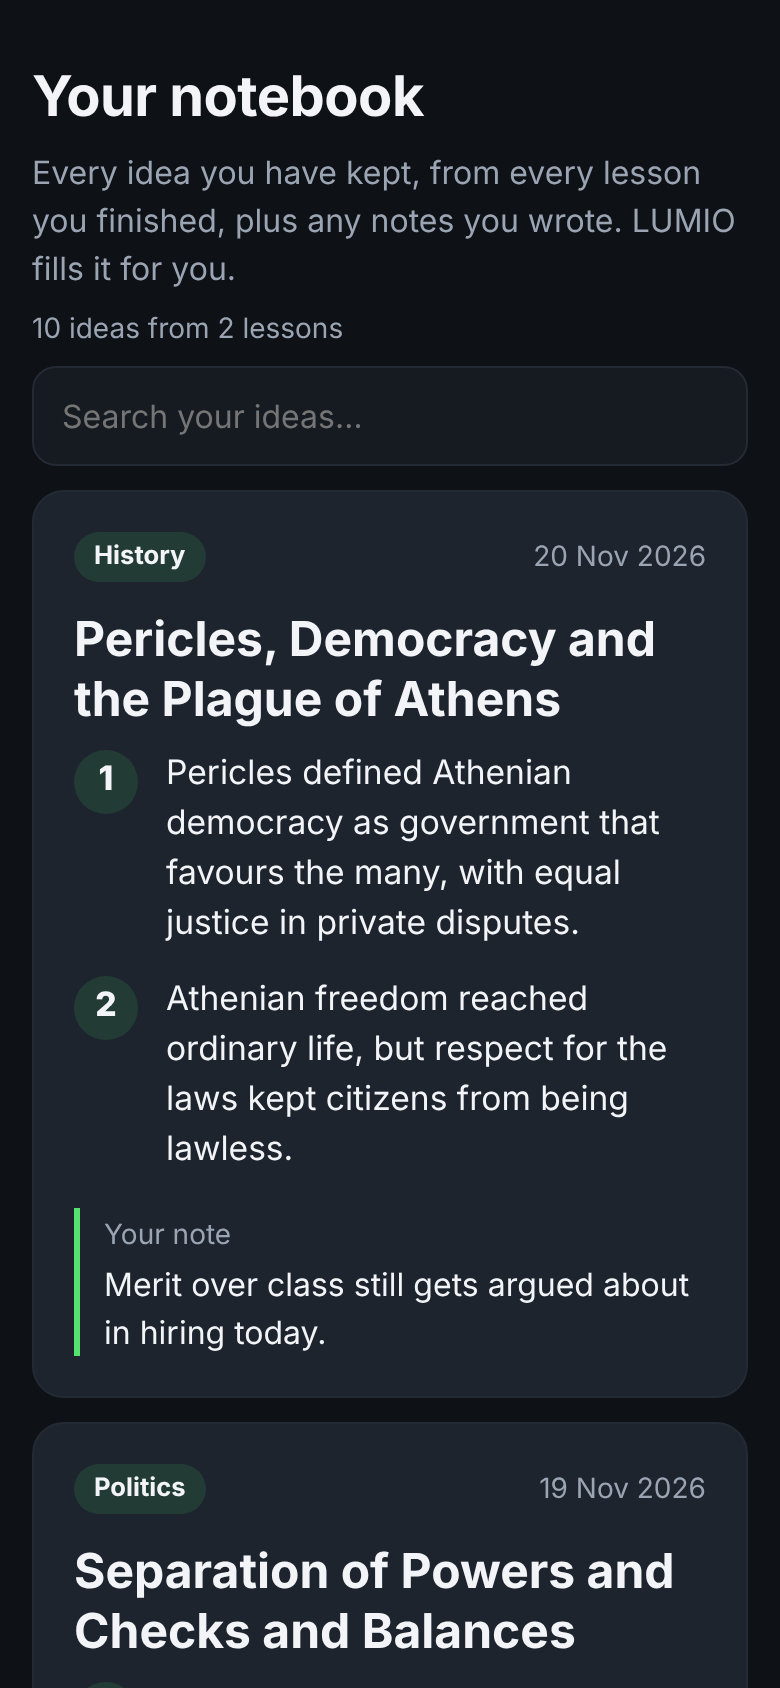 Your notebook
Every idea you have kept, from every lesson
you finished, plus any notes you wrote. LUMIO
fills it for you.
10 ideas from 2 lessons
Search your ideas...
History
20 Nov 2026
Pericles, Democracy and
the Plague of Athens
1
Pericles defined Athenian
democracy as government that
favours the many, with equal
justice in private disputes.
2
Athenian freedom reached
ordinary life, but respect for the
laws kept citizens from being
lawless.
Your note
Merit over class still gets argued about
in hiring today.
Politics
19 Nov 2026
Separation of Powers and
Checks and Balances